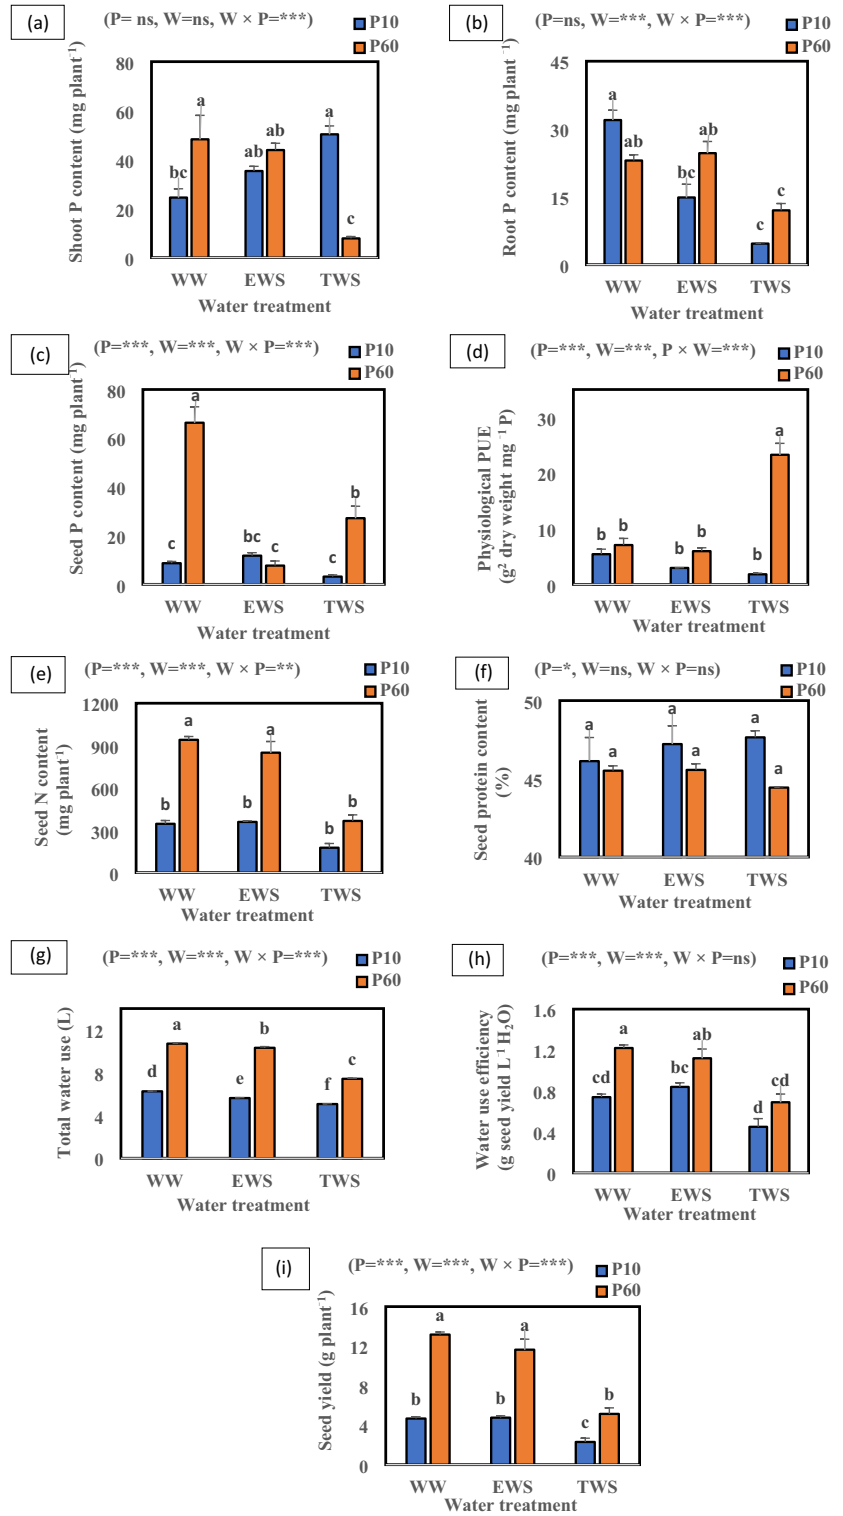 (a)
(P= ns, W=ns, W × P=***)
P10
P60
Shoot P content (mg plant⁻¹)
80
60
40
20
0
bc
a
ab
ab
a
c
WW EWS TWS
Water treatment
(b)
(P=ns, W=***, W × P=***)
P10
P60
Root P content (mg plant⁻¹)
45
30
15
0
a
ab
bc
ab
c
c
WW EWS TWS
Water treatment
(c)
(P=***, W=***, W × P=***)
P10
P60
Seed P content (mg plant⁻¹)
80
60
40
20
0
c
a
bc
c
c
b
WW EWS TWS
Water treatment
(d)
(P=***, W=***, P × W=***)
P10
P60
Physiological PUE
(g² dry weight mg⁻¹ P)
30
20
10
0
b
b
b
b
b
a
WW EWS TWS
Water treatment
(e)
(P=***, W=***, W × P=**)
P10
P60
Seed N content
(mg plant⁻¹)
1200
900
600
300
0
b
a
b
a
b
b
WW EWS TWS
Water treatment
(f)
(P=*, W=ns, W × P=ns)
P10
P60
Seed protein content
(%)
50
45
40
a
a
a
a
a
a
WW EWS TWS
Water treatment
(g)
(P=***, W=***, W × P=***)
P10
P60
Total water use (L)
12
8
4
0
d
a
e
b
f
c
WW EWS TWS
Water treatment
(h)
(P=***, W=***, W × P=ns)
P10
P60
Water use efficiency
(g seed yield L⁻¹ H₂O)
1.6
1.2
0.8
0.4
0
cd
a
bc
ab
d
cd
WW EWS TWS
Water treatment
(i)
(P=***, W=***, W × P=***)
P10
P60
Seed yield (g plant⁻¹)
16
12
8
4
0
b
a
b
a
c
b
WW EWS TWS
Water treatment